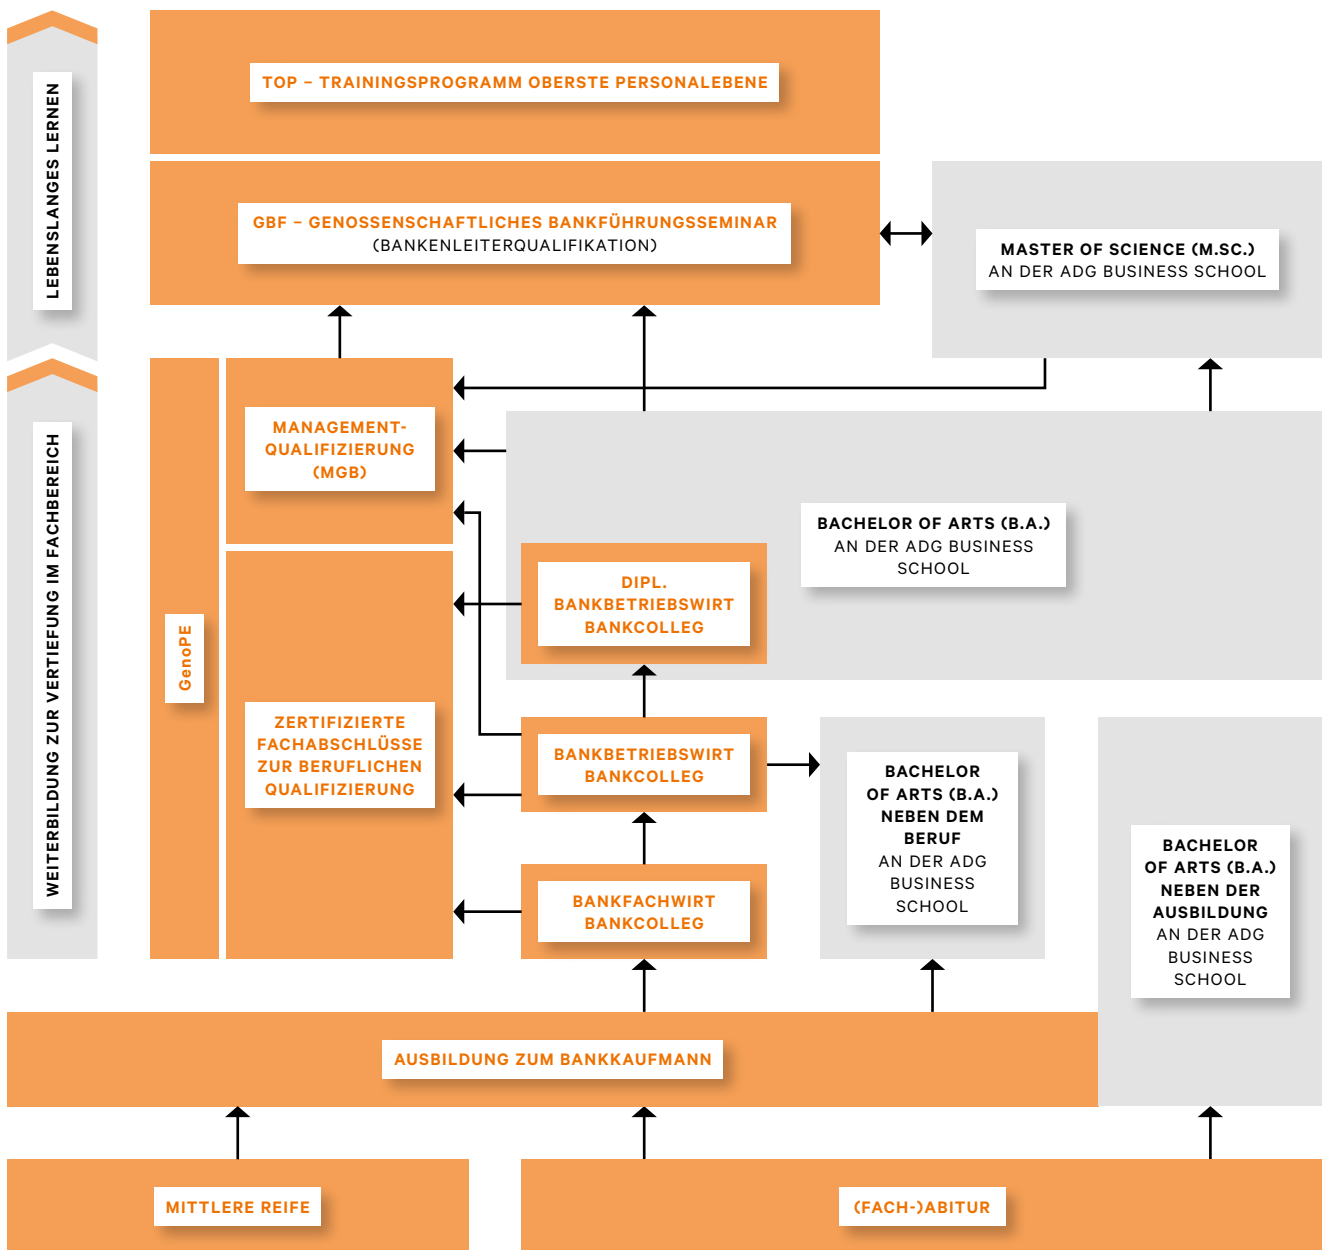 LEBENSLANGES LERNEN
TOP – TRAININGSPROGRAMM OBERSTE PERSONALEBENE
GBF – GENOSSENSCHAFTLICHES BANKFÜHRUNGSSEMINAR
(BANKENLEITERQUALIFIKATION)
MASTER OF SCIENCE (M.SC.)
AN DER ADG BUSINESS SCHOOL
WEITERBILDUNG ZUR VERTIEFUNG IM FACHBEREICH
GenoPE
MANAGEMENT-
QUALIFIZIERUNG
(MGB)
BACHELOR OF ARTS (B.A.)
AN DER ADG BUSINESS
SCHOOL
DIPL.
BANKBETRIEBSWIRT
BANKCOLLEG
ZERTIFIZIERTE
FACHABSCHLÜSSE
ZUR BERUFLICHEN
QUALIFIZIERUNG
BANKBETRIEBSWIRT
BANKCOLLEG
BACHELOR
OF ARTS (B.A.)
NEBEN DEM
BERUF
AN DER ADG
BUSINESS
SCHOOL
BACHELOR
OF ARTS (B.A.)
NEBEN DER
AUSBILDUNG
AN DER ADG
BUSINESS
SCHOOL
BANKFACHWIRT
BANKCOLLEG
AUSBILDUNG ZUM BANKKAUFMANN
MITTLERE REIFE
(FACH-)ABITUR